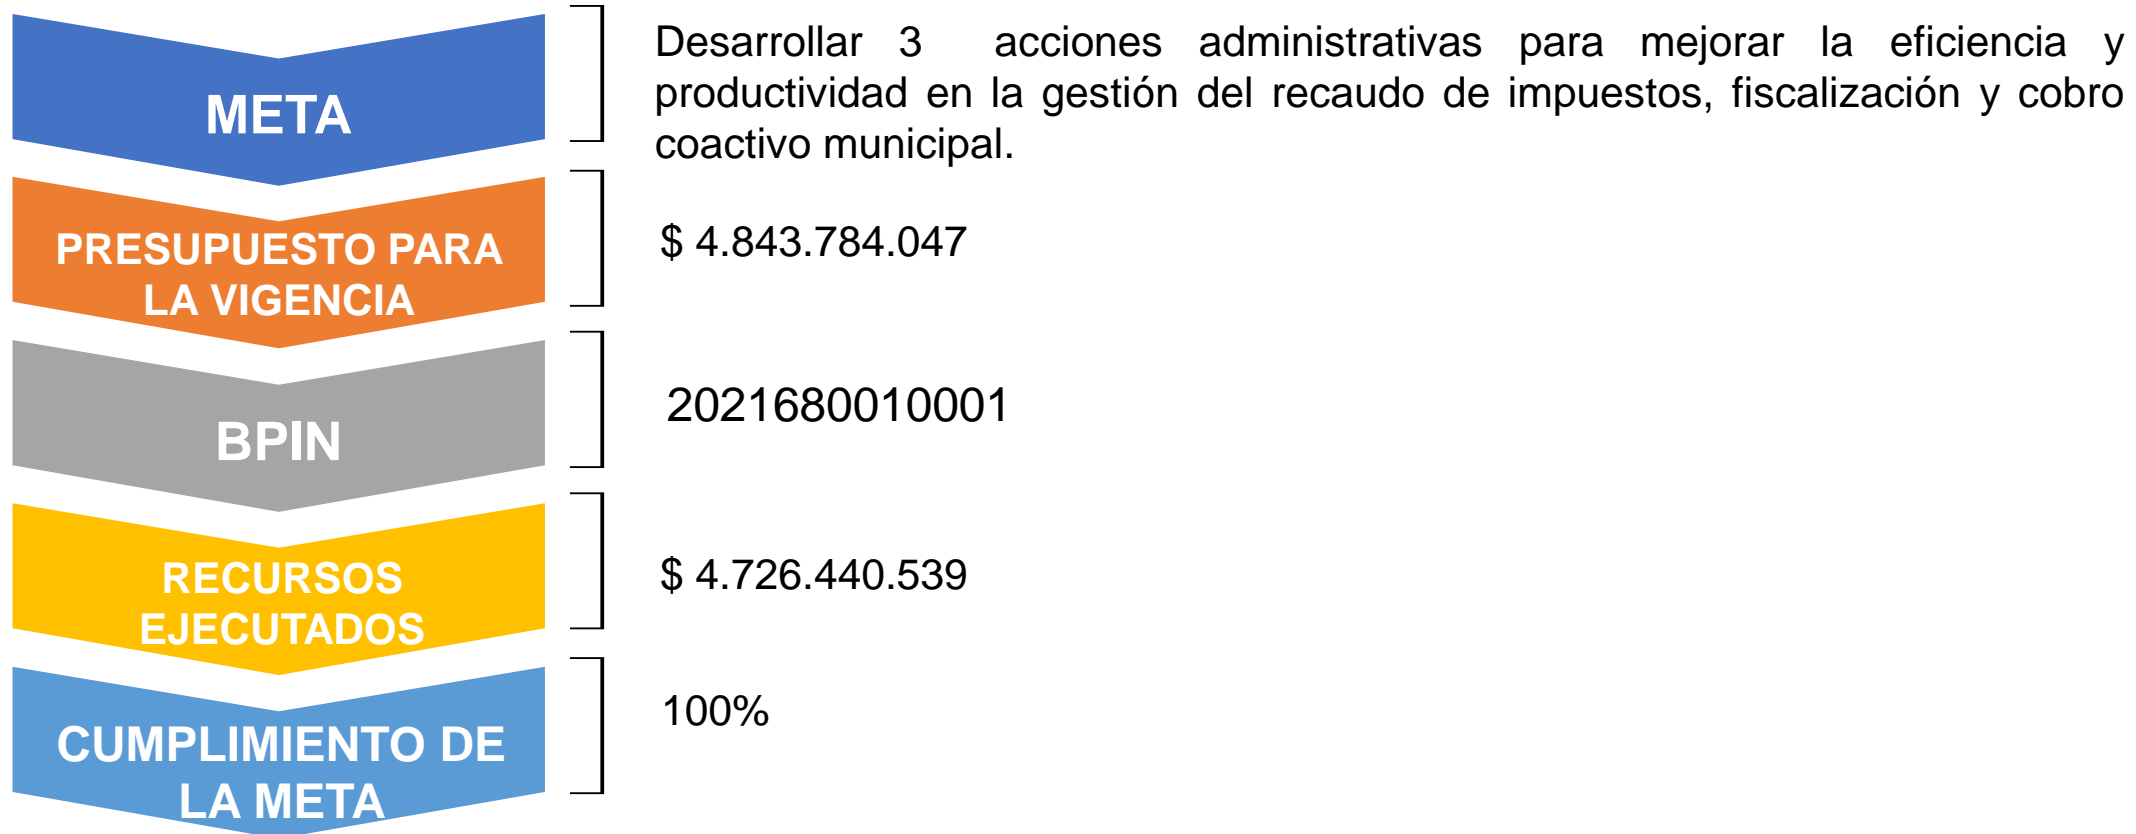 META
Desarrollar 3 acciones administrativas para mejorar la eficiencia y
productividad en la gestión del recaudo de impuestos, fiscalización y cobro
coactivo municipal.
PRESUPUESTO PARA
LA VIGENCIA
$ 4.843.784.047
BPIN
2021680010001
RECURSOS
EJECUTADOS
$ 4.726.440.539
CUMPLIMIENTO DE
LA META
100%